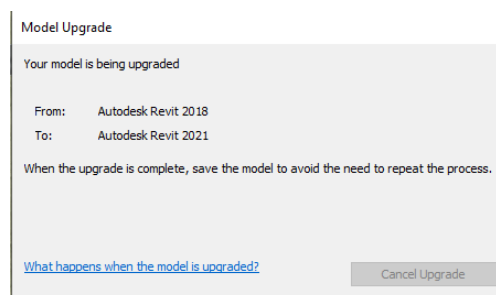 Model Upgrade
Your model is being upgraded
From: Autodesk Revit 2018
To: Autodesk Revit 2021
When the upgrade is complete, save the model to avoid the need to repeat the process.
What happens when the model is upgraded?
Cancel Upgrade